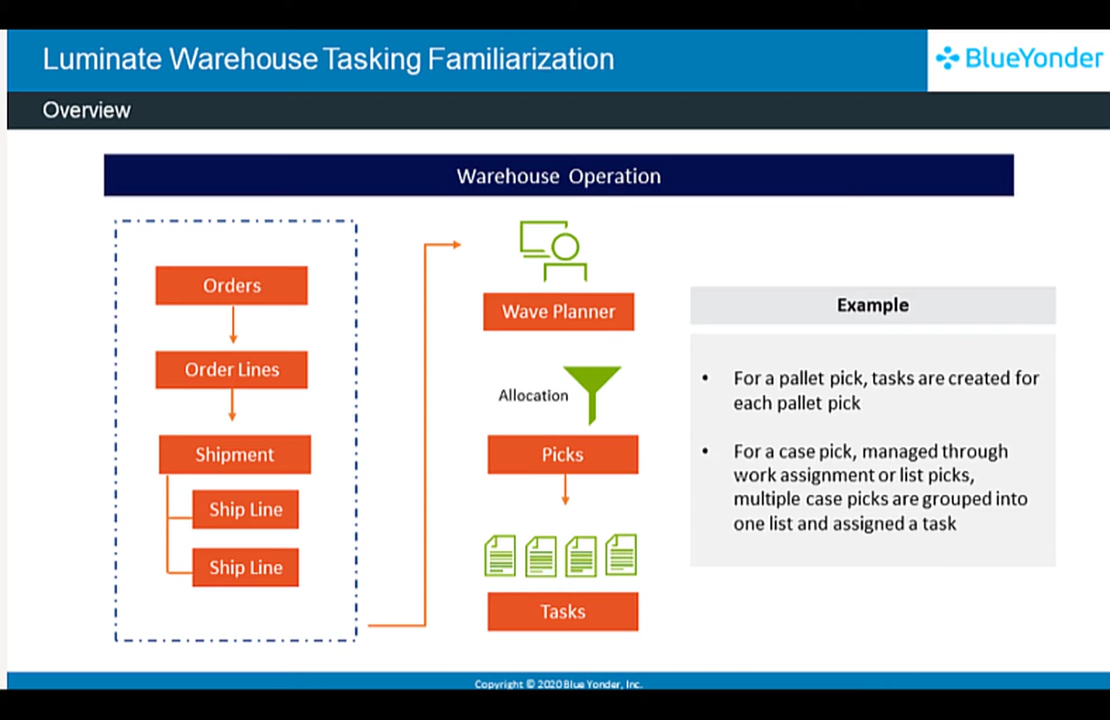 Luminate Warehouse Tasking Familiarization
BlueYonder
Overview
Warehouse Operation
Orders
Order Lines
Shipment
Ship Line
Ship Line
Wave Planner
Allocation
Picks
Tasks
Example
• For a pallet pick, tasks are created for
each pallet pick
• For a case pick, managed through
work assignment or list picks,
multiple case picks are grouped into
one list and assigned a task
Copyright © 2020 Blue Yonder, Inc.